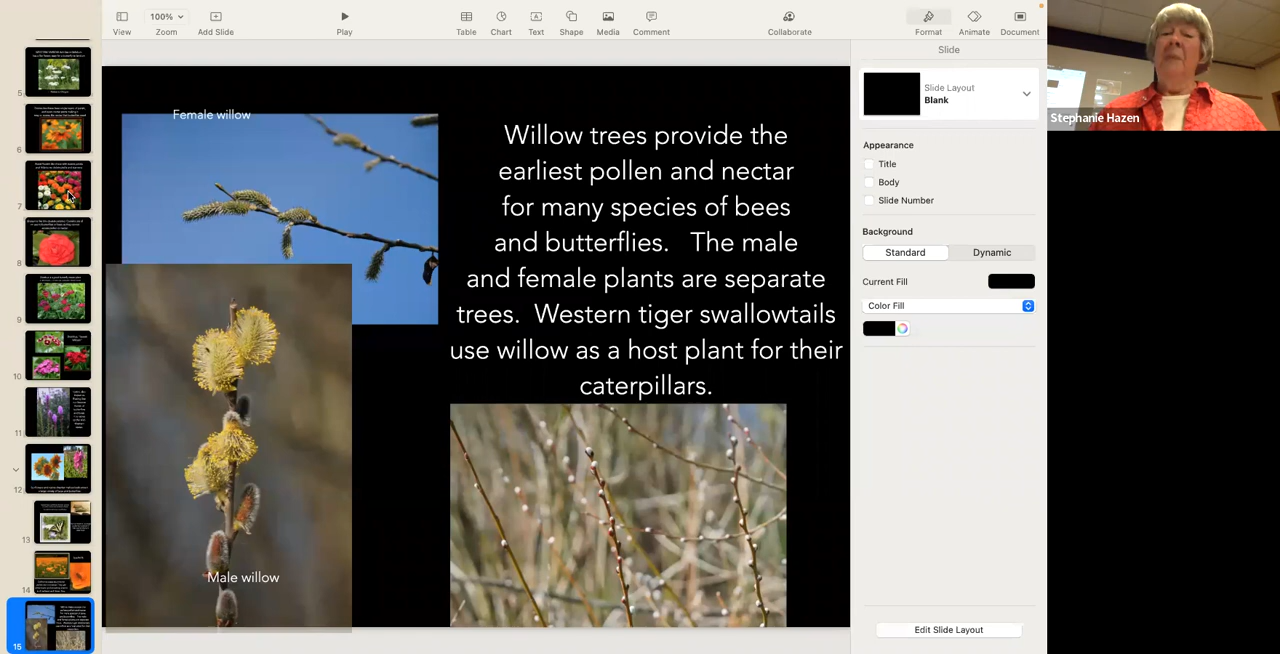 100%
View
Zoom
Add Slide
Play
Table
Chart
Text
Shape
Media
Comment
Collaborate
Format
Animate
Document
Slide
Slide Layout
Blank
Appearance
Title
Body
Slide Number
Background
Standard
Dynamic
Current Fill
Color Fill
Edit Slide Layout
Female willow
Willow trees provide the
earliest pollen and nectar
for many species of bees
and butterflies. The male
and female plants are separate
trees. Western tiger swallowtails
use willow as a host plant for their
caterpillars.
Male willow
5
6
7
8
9
10
11
12
13
14
15
Stephanie Hazen